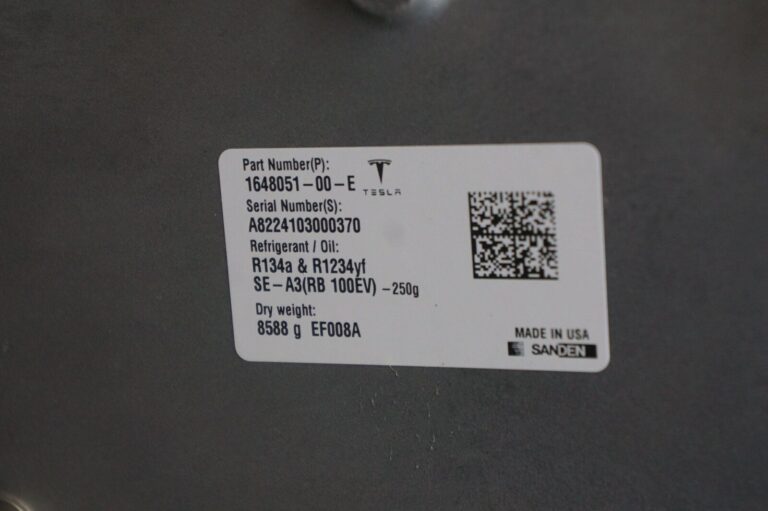 Part Number(P):
1648051-00-E
TESLA
Serial Number(S):
A8224103000370
Refrigerant / Oil:
R134a & R1234yf
SE-A3(RB 100EV) -250g
Dry weight:
8588 g EF008A
MADE IN USA
SANDEN